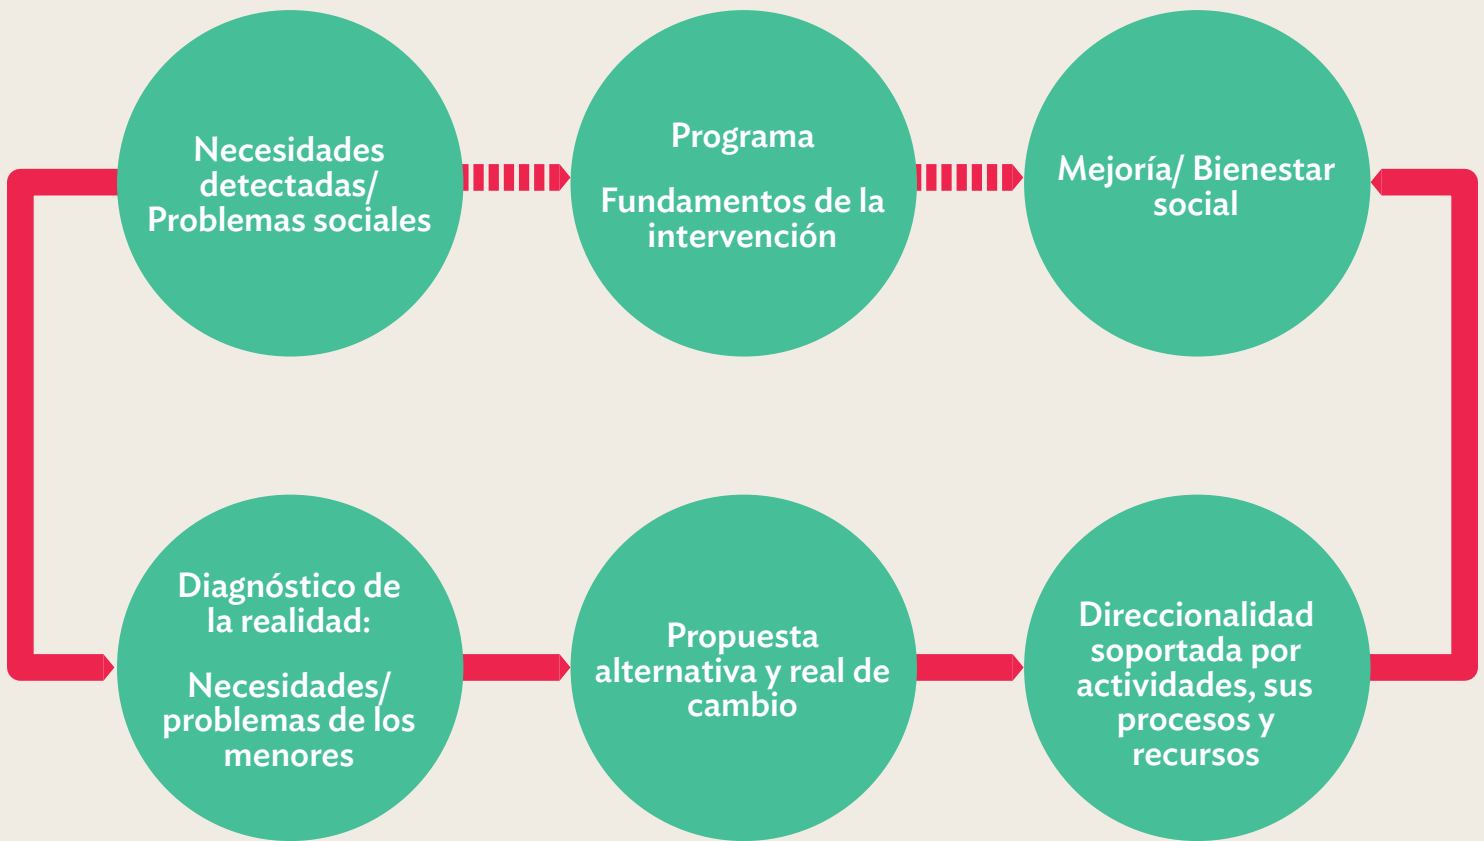 Necesidades
detectadas/
Problemas sociales
Programa
Fundamentos de la
intervención
Mejoría/ Bienestar
social
Diagnóstico de
la realidad:
Necesidades/
problemas de los
menores
Propuesta
alternativa y real de
cambio
Direccionalidad
soportada por
actividades, sus
procesos y
recursos